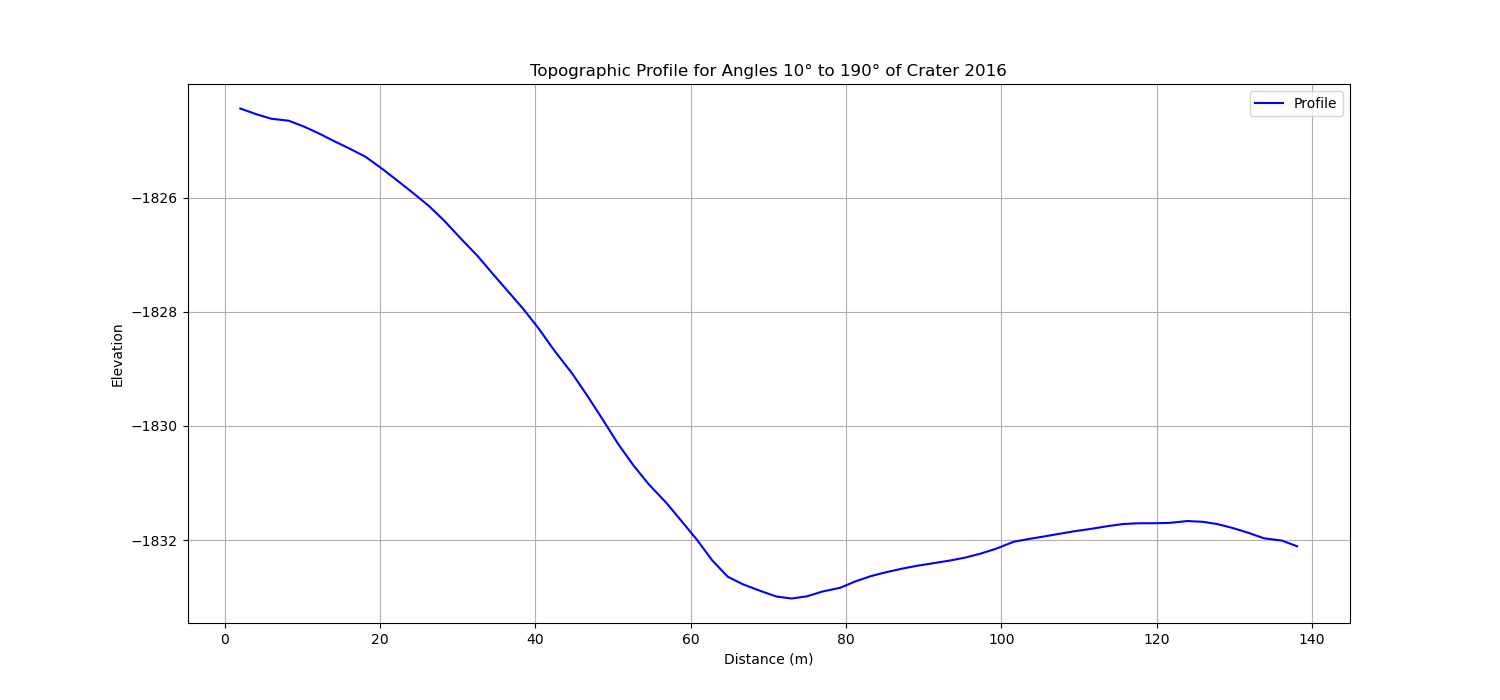 Topographic Profile for Angles 10° to 190° of Crater 2016
Profile
−1826
−1828
−1830
−1832
Elevation
0 20 40 60 80 100 120 140
Distance (m)